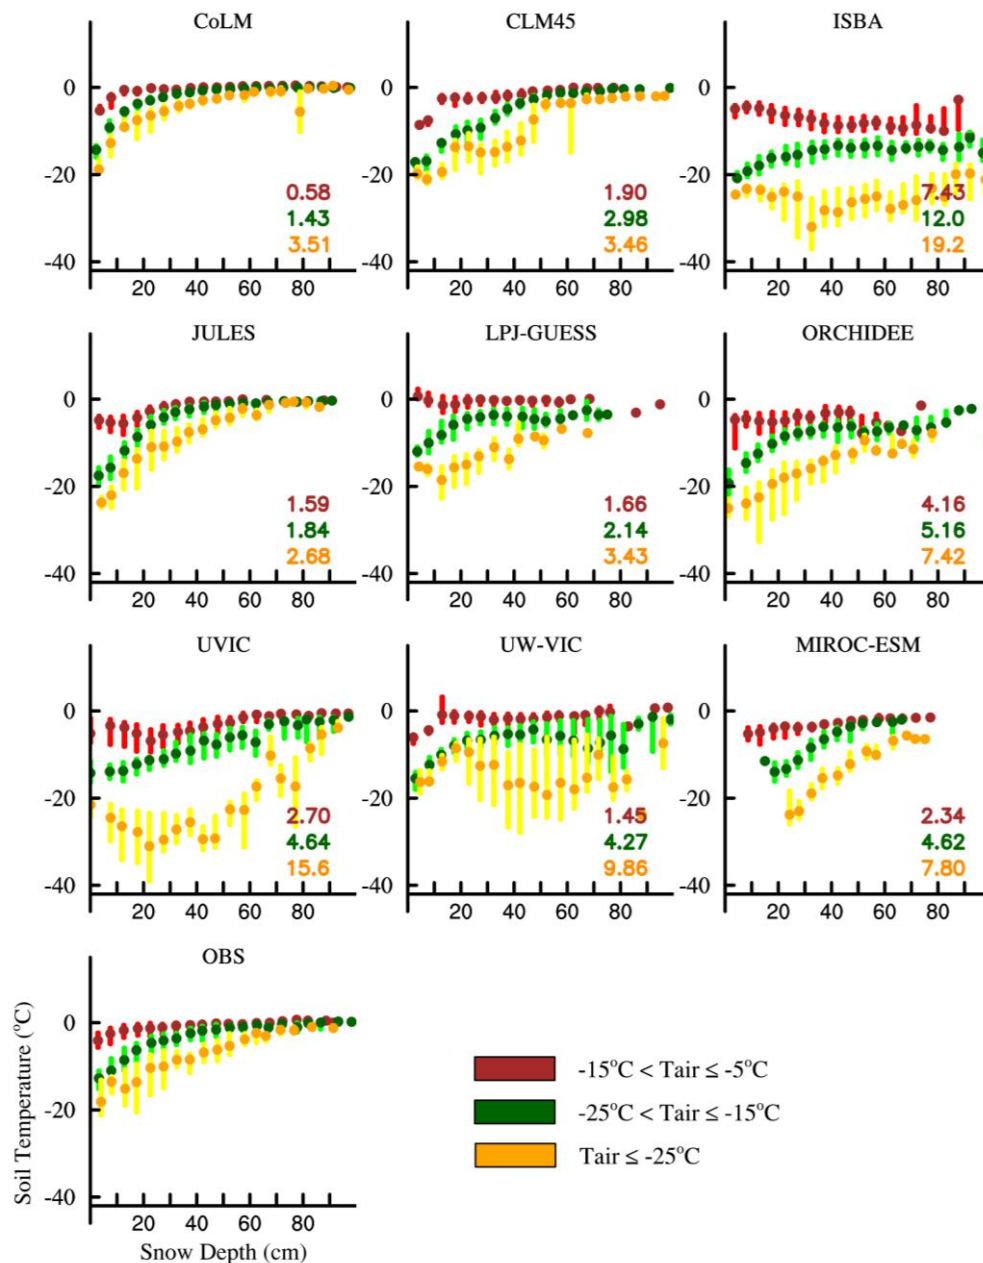 CoLM CLM45 ISBA
0 0 0
-20 -20 -20
0.58 1.90 7.43
1.43 2.98 12.0
3.51 3.46 19.2
-40 -40 -40
20 40 60 80 20 40 60 80 20 40 60 80
JULES LPJ-GUESS ORCHIDEE
0 0 0
-20 -20 -20
1.59 1.66 4.16
1.84 2.14 5.16
2.68 3.43 7.42
-40 -40 -40
20 40 60 80 20 40 60 80 20 40 60 80
UVIC UW-VIC MIROC-ESM
0 0 0
-20 -20 -20
2.70 1.45 2.34
4.64 4.27 4.62
15.6 9.86 7.80
-40 -40 -40
20 40 60 80 20 40 60 80 20 40 60 80
OBS
0
-20
-40
20 40 60 80
Soil Temperature (°C)
Snow Depth (cm)
-15°C < Tair ≤ -5°C
-25°C < Tair ≤ -15°C
Tair ≤ -25°C